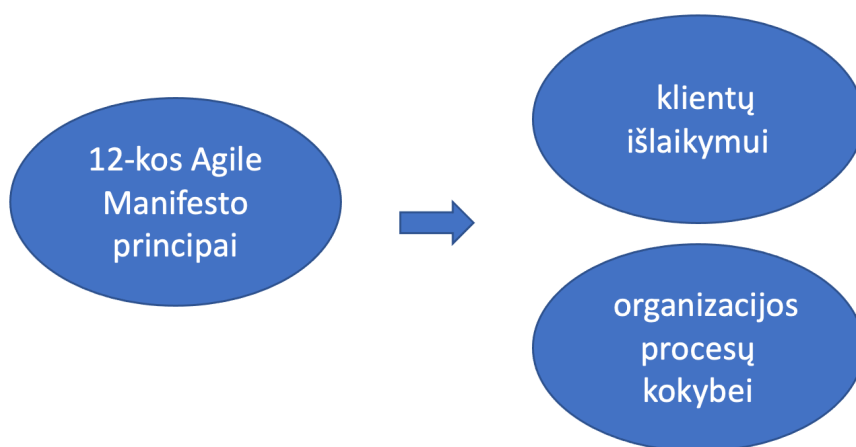 12-kos Agile
Manifesto
principai
klientų
išlaikymui
organizacijos
procesų
kokybei